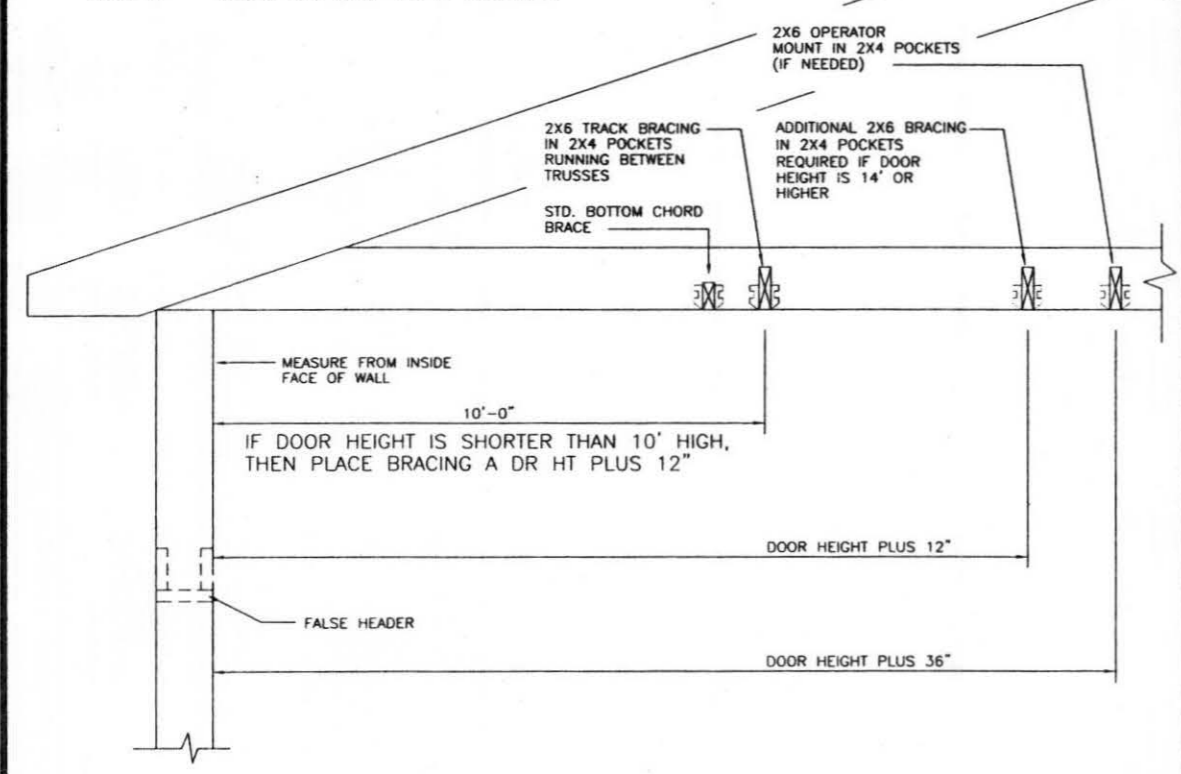 2X6 OPERATOR
MOUNT IN 2X4 POCKETS
(IF NEEDED)
2X6 TRACK BRACING
IN 2X4 POCKETS
RUNNING BETWEEN
TRUSSES
ADDITIONAL 2X6 BRACING
IN 2X4 POCKETS
REQUIRED IF DOOR
HEIGHT IS 14' OR
HIGHER
STD. BOTTOM CHORD
BRACE
MEASURE FROM INSIDE
FACE OF WALL
10'-0"
IF DOOR HEIGHT IS SHORTER THAN 10' HIGH,
THEN PLACE BRACING A DR HT PLUS 12"
DOOR HEIGHT PLUS 12"
FALSE HEADER
DOOR HEIGHT PLUS 36"